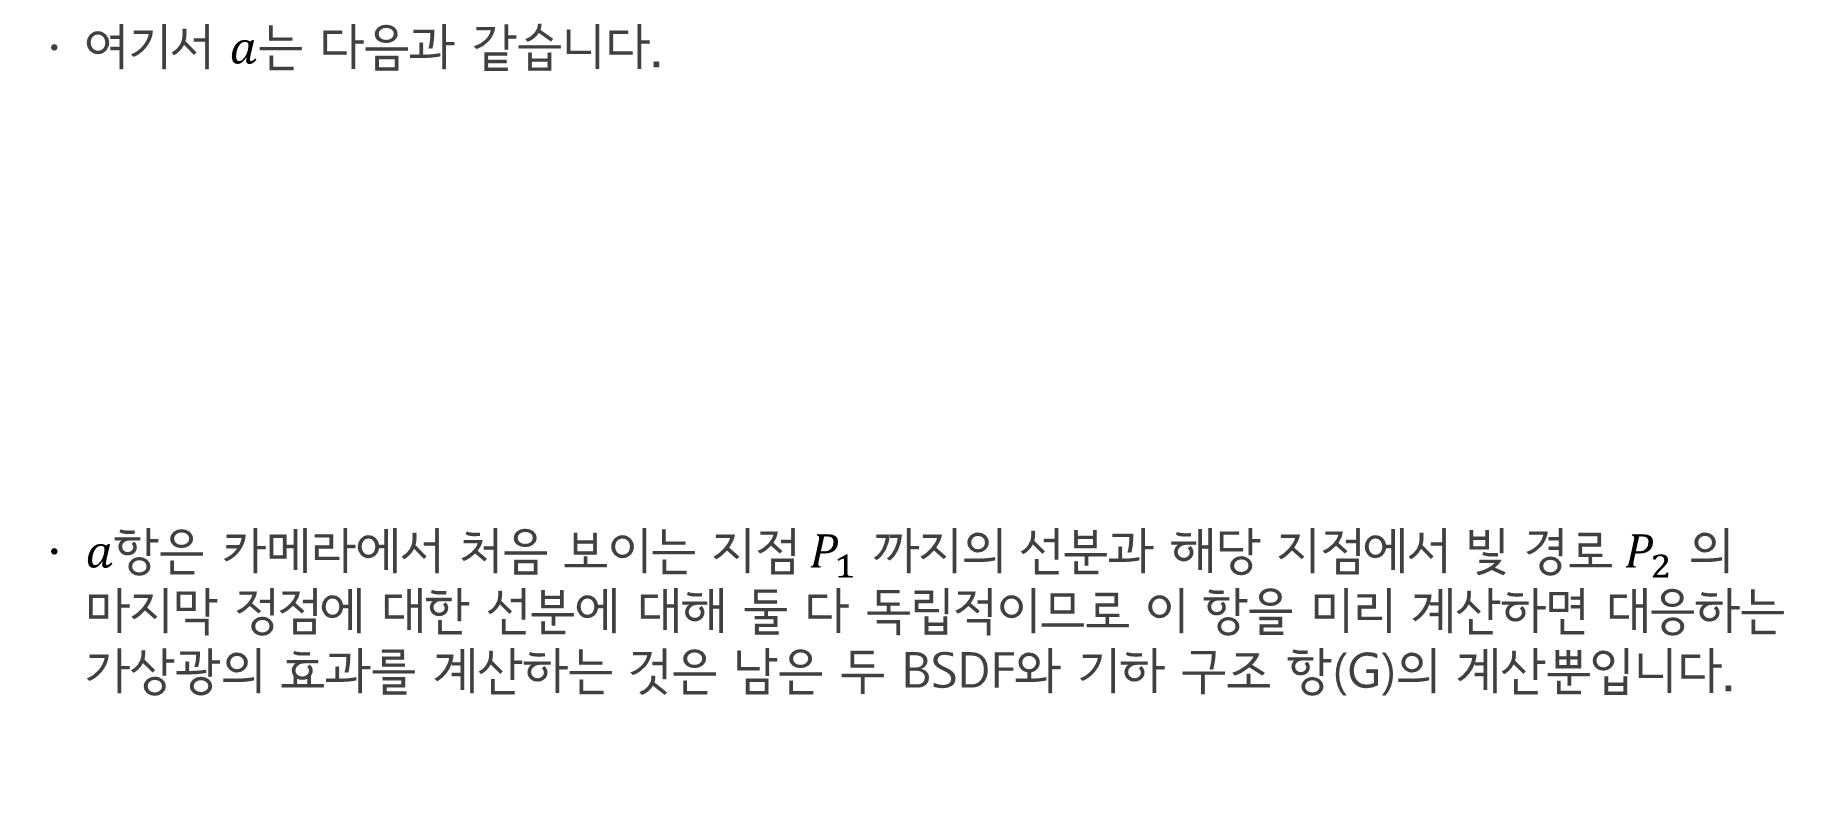 · 여기서 𝑎는 다음과 같습니다.
· 𝑎항은 카메라에서 처음 보이는 지점 𝑃₁ 까지의 선분과 해당 지점에서 빛 경로 𝑃₂ 의
마지막 정점에 대한 선분에 대해 둘 다 독립적이므로 이 항을 미리 계산하면 대응하는
가상광의 효과를 계산하는 것은 남은 두 BSDF와 기하 구조 항(G)의 계산뿐입니다.